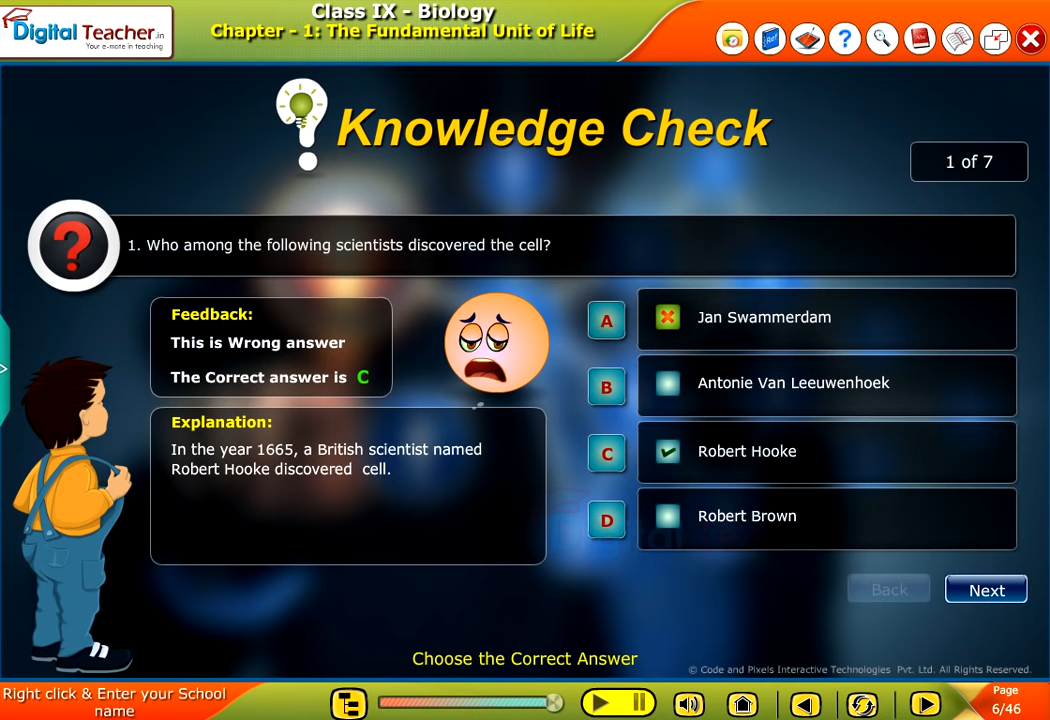 Digital Teacher.in
Your e-mate in teaching
Class IX - Biology
Chapter - 1: The Fundamental Unit of Life
iRef
?
Knowledge Check
1 of 7
?
1. Who among the following scientists discovered the cell?
Feedback:
This is Wrong answer
The Correct answer is C
Explanation:
In the year 1665, a British scientist named
Robert Hooke discovered cell.
A Jan Swammerdam
B Antonie Van Leeuwenhoek
C Robert Hooke
D Robert Brown
Back
Next
Choose the Correct Answer
© Code and Pixels Interactive Technologies Pvt. Ltd. All Rights Reserved.
Right click & Enter your School
name
Page
6/46